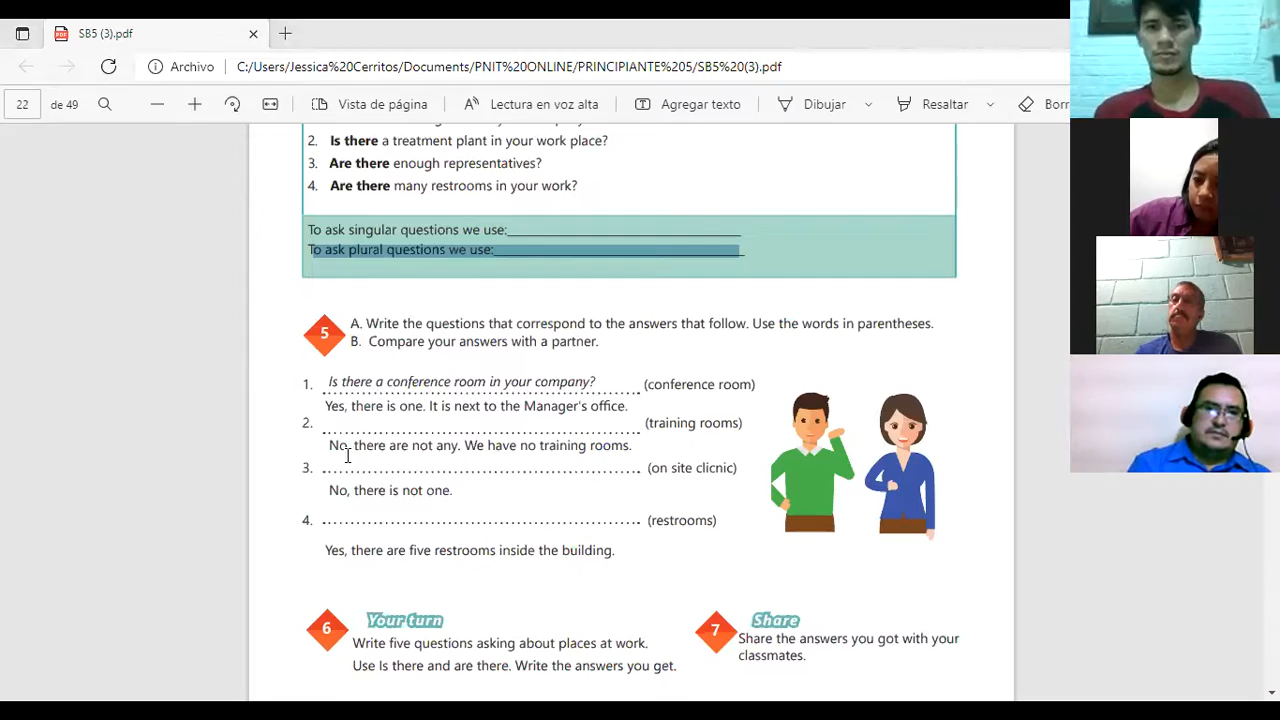 SB5 (3).pdf
Archivo
C:/Users/Jessica%20Cer/Documents/PNIT%20ONLINE/PRINCIPIANTE%205/SB5%20(3).pdf
22 de 49
Vista de página
Lectura en voz alta
Agregar texto
Dibujar
Resaltar
Borr
2. Is there a treatment plant in your work place?
3. Are there enough representatives?
4. Are there many restrooms in your work?
To ask singular questions we use:
To ask plural questions we use:
5
A. Write the questions that correspond to the answers that follow. Use the words in parentheses.
B. Compare your answers with a partner.
1. Is there a conference room in your company? (conference room)
Yes, there is one. It is next to the Manager's office.
2. (training rooms)
No, there are not any. We have no training rooms.
3. (on site clicnic)
No, there is not one.
4. (restrooms)
Yes, there are five restrooms inside the building.
6 Your turn
Write five questions asking about places at work.
Use Is there and are there. Write the answers you get.
7 Share
Share the answers you got with your
classmates.